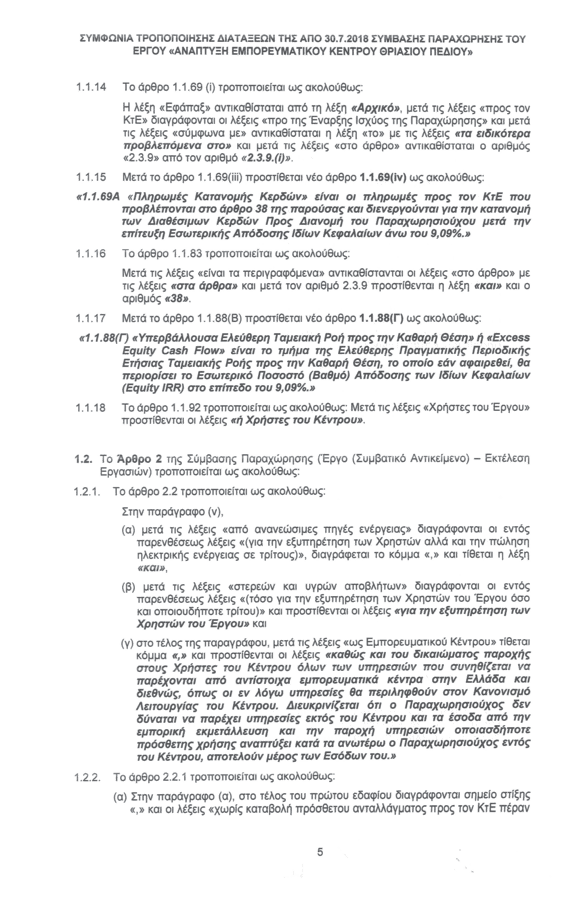 ΣΥΜΦΩΝΙΑ ΤΡΟΠΟΠΟΙΗΣΗΣ ΔΙΑΤΑΞΕΩΝ ΤΗΣ ΑΠΟ 30.7.2018 ΣΥΜΒΑΣΗΣ ΠΑΡΑΧΩΡΗΣΗΣ ΤΟΥ
ΕΡΓΟΥ «ΑΝΑΠΤΥΞΗ ΕΜΠΟΡΕΥΜΑΤΙΚΟΥ ΚΕΝΤΡΟΥ ΘΡΙΑΣΙΟΥ ΠΕΔΙΟΥ»
1.1.14 Το άρθρο 1.1.69 (i) τροποποιείται ως ακολούθως:
Η λέξη «Εφάπαξ» αντικαθίσταται από τη λέξη «Αρχικό», μετά τις λέξεις «προς τον
ΚτΕ» διαγράφονται οι λέξεις «προ της Έναρξης Ισχύος της Παραχώρησης» και μετά
τις λέξεις «σύμφωνα με» αντικαθίσταται η λέξη «το» με τις λέξεις «τα ειδικότερα
προβλεπόμενα στο» και μετά τις λέξεις «στο άρθρο» αντικαθίσταται ο αριθμός
«2.3.9» από τον αριθμό «2.3.9.(i)».
1.1.15 Μετά το άρθρο 1.1.69(iii) προστίθεται νέο άρθρο 1.1.69(iv) ως ακολούθως:
«1.1.69Α «Πληρωμές Κατανομής Κερδών» είναι οι πληρωμές προς τον ΚτΕ που
προβλέπονται στο άρθρο 38 της παρούσας και διενεργούνται για την κατανομή
των Διαθέσιμων Κερδών Προς Διανομή του Παραχωρησιούχου μετά την
επίτευξη Εσωτερικής Απόδοσης Ιδίων Κεφαλαίων άνω του 9,09%.»
1.1.16 Το άρθρο 1.1.83 τροποποιείται ως ακολούθως:
Μετά τις λέξεις «είναι τα περιγραφόμενα» αντικαθίστανται οι λέξεις «στο άρθρο» με
τις λέξεις «στα άρθρα» και μετά τον αριθμό 2.3.9 προστίθενται η λέξη «και» και ο
αριθμός «38».
1.1.17 Μετά το άρθρο 1.1.88(Β) προστίθεται νέο άρθρο 1.1.88(Γ) ως ακολούθως:
«1.1.88(Γ) «Υπερβάλλουσα Ελεύθερη Ταμειακή Ροή προς την Καθαρή Θέση» ή «Excess
Equity Cash Flow» είναι το τμήμα της Ελεύθερης Πραγματικής Περιοδικής
Ετήσιας Ταμειακής Ροής προς την Καθαρή Θέση, το οποίο εάν αφαιρεθεί, θα
περιορίσει το Εσωτερικό Ποσοστό (Βαθμό) Απόδοσης των Ιδίων Κεφαλαίων
(Equity IRR) στο επίπεδο του 9,09%.»
1.1.18 Το άρθρο 1.1.92 τροποποιείται ως ακολούθως: Μετά τις λέξεις «Χρήστες του Έργου»
προστίθενται οι λέξεις «ή Χρήστες του Κέντρου».
1.2. Το Άρθρο 2 της Σύμβασης Παραχώρησης (Έργο (Συμβατικό Αντικείμενο) – Εκτέλεση
Εργασιών) τροποποιείται ως ακολούθως:
1.2.1. Το άρθρο 2.2 τροποποιείται ως ακολούθως:
Στην παράγραφο (v),
(α) μετά τις λέξεις «από ανανεώσιμες πηγές ενέργειας» διαγράφονται οι εντός
παρενθέσεως λέξεις «(για την εξυπηρέτηση των Χρηστών αλλά και την πώληση
ηλεκτρικής ενέργειας σε τρίτους)», διαγράφεται το κόμμα «,» και τίθεται η λέξη
«και»,
(β) μετά τις λέξεις «στερεών και υγρών αποβλήτων» διαγράφονται οι εντός
παρενθέσεως λέξεις «(τόσο για την εξυπηρέτηση των Χρηστών του Έργου όσο
και οποιουδήποτε τρίτου)» και προστίθενται οι λέξεις «για την εξυπηρέτηση των
Χρηστών του Έργου» και
(γ) στο τέλος της παραγράφου, μετά τις λέξεις «ως Εμπορευματικού Κέντρου» τίθεται
κόμμα «,» και προστίθενται οι λέξεις «καθώς και του δικαιώματος παροχής
στους Χρήστες του Κέντρου όλων των υπηρεσιών που συνηθίζεται να
παρέχονται από αντίστοιχα εμπορευματικά κέντρα στην Ελλάδα και
διεθνώς, όπως οι εν λόγω υπηρεσίες θα περιληφθούν στον Κανονισμό
Λειτουργίας του Κέντρου. Διευκρινίζεται ότι ο Παραχωρησιούχος δεν
δύναται να παρέχει υπηρεσίες εκτός του Κέντρου και τα έσοδα από την
εμπορική εκμετάλλευση και την παροχή υπηρεσιών οποιασδήποτε
πρόσθετης χρήσης αναπτύξει κατά τα ανωτέρω ο Παραχωρησιούχος εντός
του Κέντρου, αποτελούν μέρος των Εσόδων του.»
1.2.2. Το άρθρο 2.2.1 τροποποιείται ως ακολούθως:
(α) Στην παράγραφο (α), στο τέλος του πρώτου εδαφίου διαγράφονται σημείο στίξης
«,» και οι λέξεις «χωρίς καταβολή πρόσθετου ανταλλάγματος προς τον ΚτΕ πέραν
5